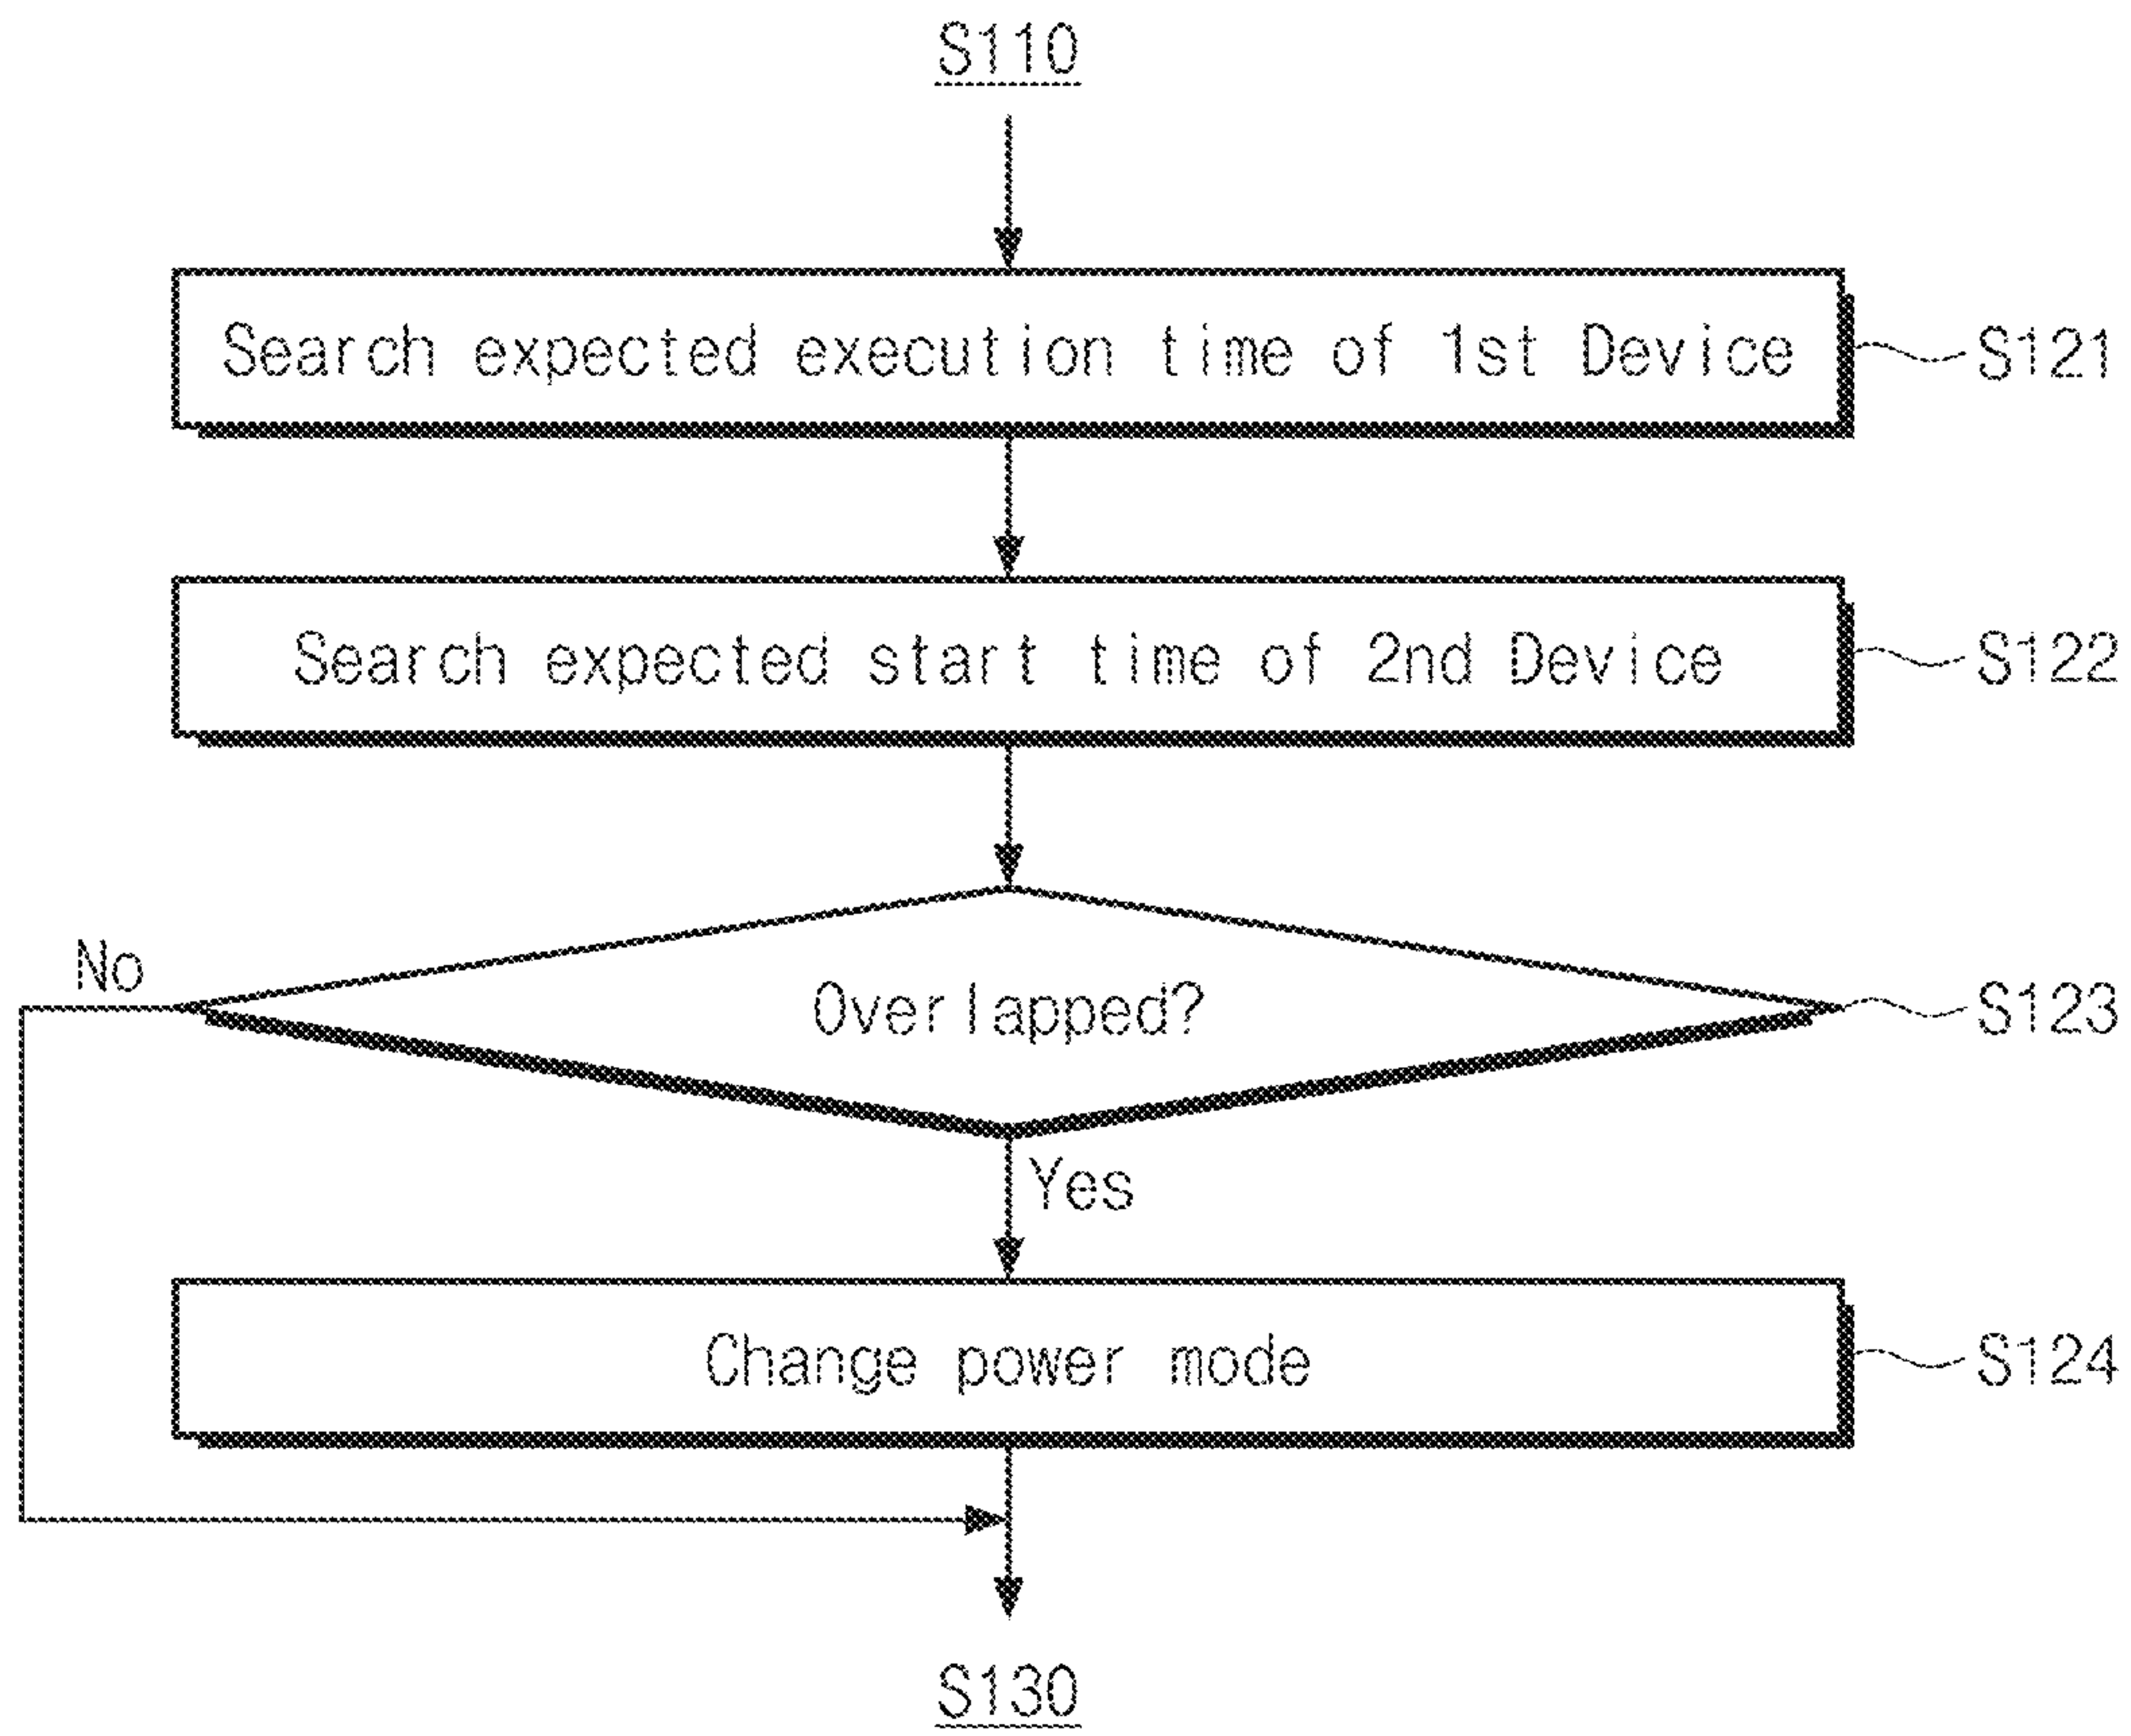 S110
Search expected execution time of 1st Device
S121
Search expected start time of 2nd Device
S122
No
Overlapped?
S123
Yes
Change power mode
S124
S130